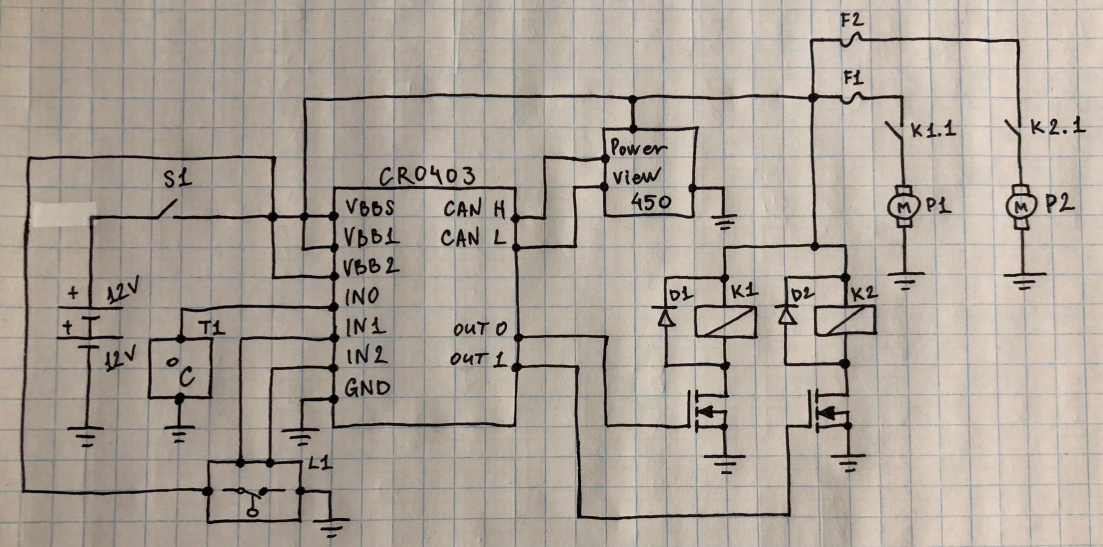 F2
F1
K1.1
K2.1
S1
CR0403
Power
View
450
VBBS
CAN H
VBB1
CAN L
VBB2
P1
P2
M
M
+
12V
+
12V
IN0
D1
K1
D2
K2
T1
IN1
OUT 0
IN2
OUT 1
°C
GND
L1